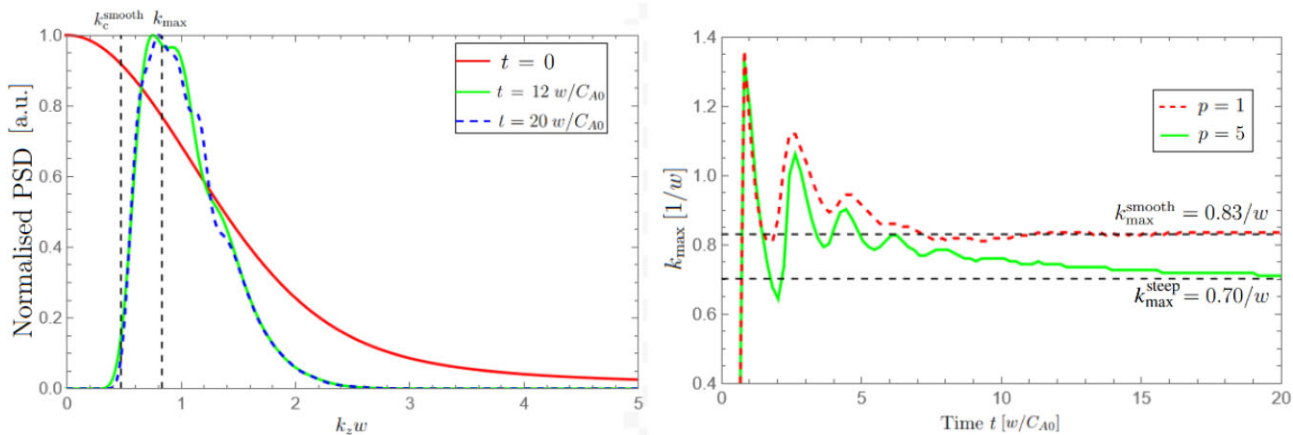 k_c^smooth k_max
Normalised PSD [a.u.]
1.0
0.8
0.6
0.4
0.2
0.0
t = 0
t = 12 w/C_A0
t = 20 w/C_A0
0 1 2 3 4 5
k_z w
k_max [1/w]
1.4
1.2
1.0
0.8
0.6
0.4
p = 1
p = 5
k_max^smooth = 0.83/w
k_max^steep = 0.70/w
0 5 10 15 20
Time t [w/C_A0]